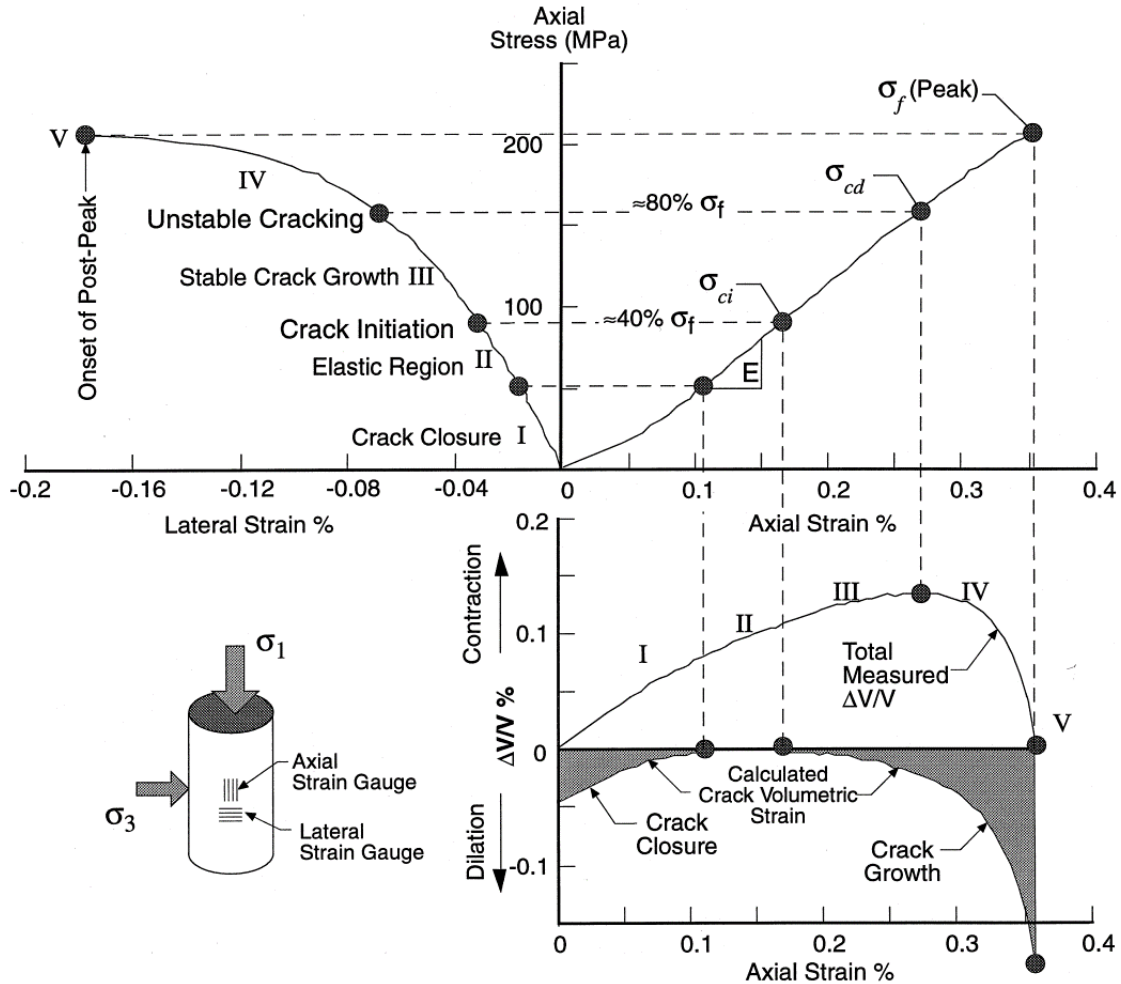 Axial
Stress (MPa)
σf (Peak)
V
200
IV
σcd
≈80% σf
Unstable Cracking
Onset of Post-Peak
Stable Crack Growth III
σci
100
≈40% σf
Crack Initiation
Elastic Region II
E
Crack Closure I
-0.2 -0.16 -0.12 -0.08 -0.04 0 0.1 0.2 0.3 0.4
Lateral Strain %
Axial Strain %
0.2
Contraction
III
IV
II
0.1
I
Total
Measured
ΔV/V
V
ΔV/V %
0
Calculated
Crack Volumetric
Strain
Crack
Closure
Crack
Growth
Dilation
-0.1
0 0.1 0.2 0.3 0.4
Axial Strain %
σ1
Axial
Strain Gauge
σ3
Lateral
Strain Gauge